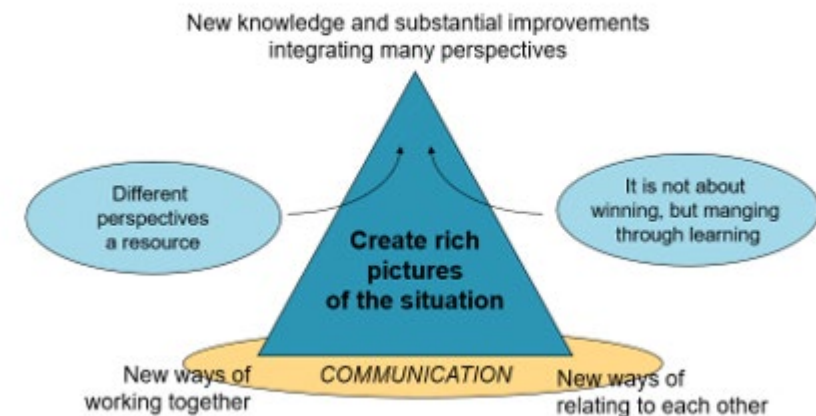 New knowledge and substantial improvements
integrating many perspectives
Different
perspectives
a resource
It is not about
winning, but manging
through learning
Create rich
pictures
of the situation
New ways of
working together
COMMUNICATION
New ways of
relating to each other